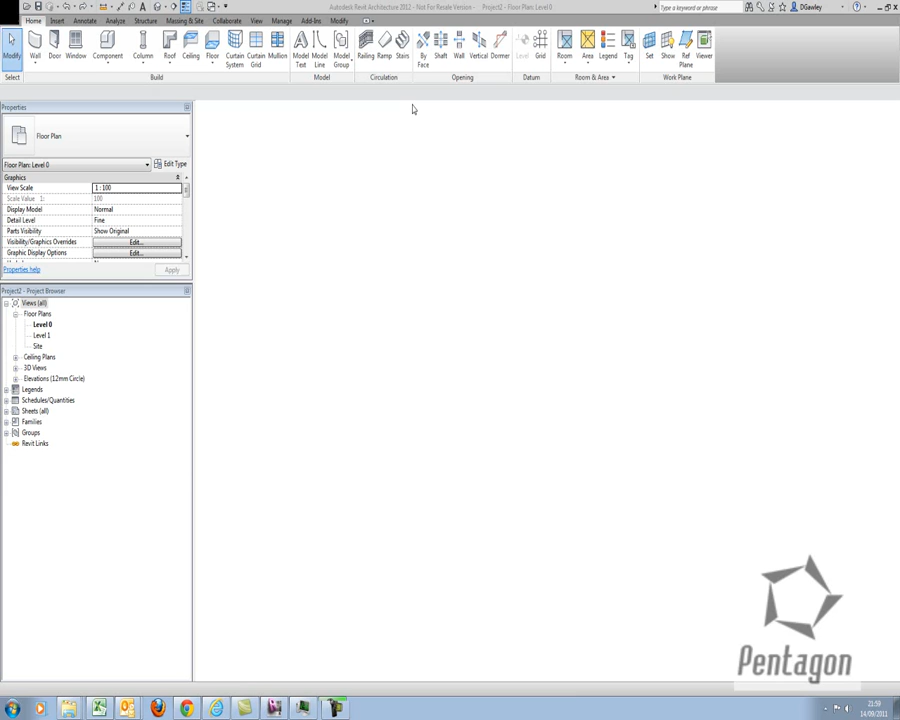 Autodesk Revit Architecture 2012 - Not For Resale Version -    Project2 - Floor Plan: Level 0
Type a keyword or phrase
DGawley
Home Insert Annotate Analyze Structure Massing & Site Collaborate View Manage Add-Ins Modify
Modify Wall Door Window Component Column Roof Ceiling Floor Curtain System Curtain Grid Mullion Model Text Model Line Model Group Railing Ramp Stairs By Face Shaft Wall Vertical Dormer Level Grid Room Area Legend Tag Set Show Ref Plane Viewer
Select Build Model Circulation Opening Datum Room & Area Work Plane
Properties
Floor Plan
Floor Plan: Level 0
Edit Type
Graphics
View Scale 1 : 100
Scale Value 1: 100
Display Model Normal
Detail Level Fine
Parts Visibility Show Original
Visibility/Graphics Overrides Edit...
Graphic Display Options Edit...
Properties help
Apply
Project2 - Project Browser
Views (all)
Floor Plans
Level 0
Level 1
Site
Ceiling Plans
3D Views
Elevations (12mm Circle)
Legends
Schedules/Quantities
Sheets (all)
Families
Groups
Revit Links
Pentagon
21:59
14/09/2011